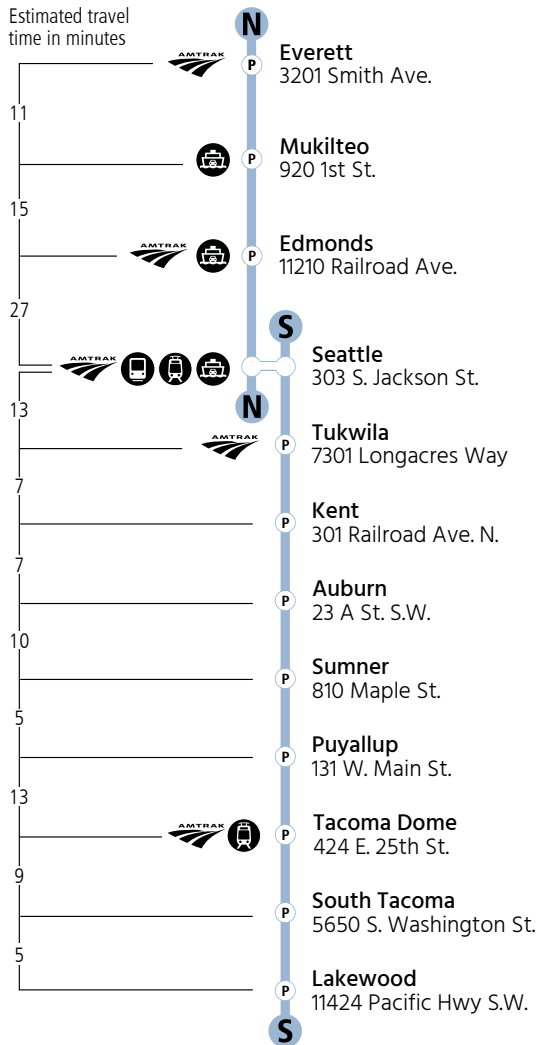 Estimated travel
time in minutes
N
AMTRAK
P
Everett
3201 Smith Ave.
11
P
Mukilteo
920 1st St.
15
AMTRAK
P
Edmonds
11210 Railroad Ave.
27
S
AMTRAK
Seattle
303 S. Jackson St.
N
13
AMTRAK
P
Tukwila
7301 Longacres Way
7
P
Kent
301 Railroad Ave. N.
7
P
Auburn
23 A St. S.W.
10
P
Sumner
810 Maple St.
5
P
Puyallup
131 W. Main St.
13
AMTRAK
P
Tacoma Dome
424 E. 25th St.
9
P
South Tacoma
5650 S. Washington St.
5
P
Lakewood
11424 Pacific Hwy S.W.
S